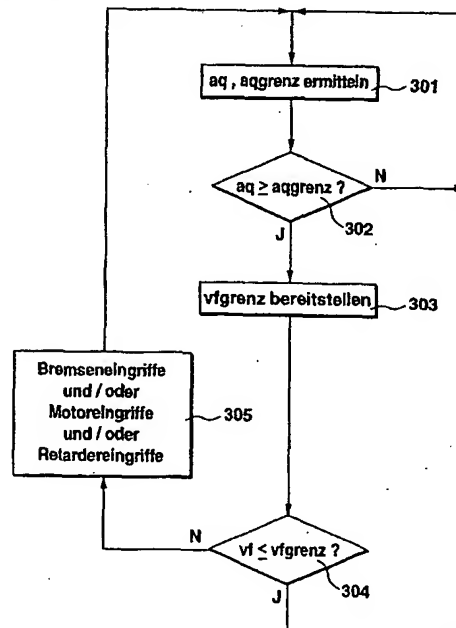 aq , aqgrenz ermitteln
301
N
aq ≥ aqgrenz ?
302
J
vfgrenz bereitstellen
303
Bremseneingriffe
und / oder
Motoreingriffe
und / oder
Retardereingriffe
305
N
vf ≤ vfgrenz ?
304
J